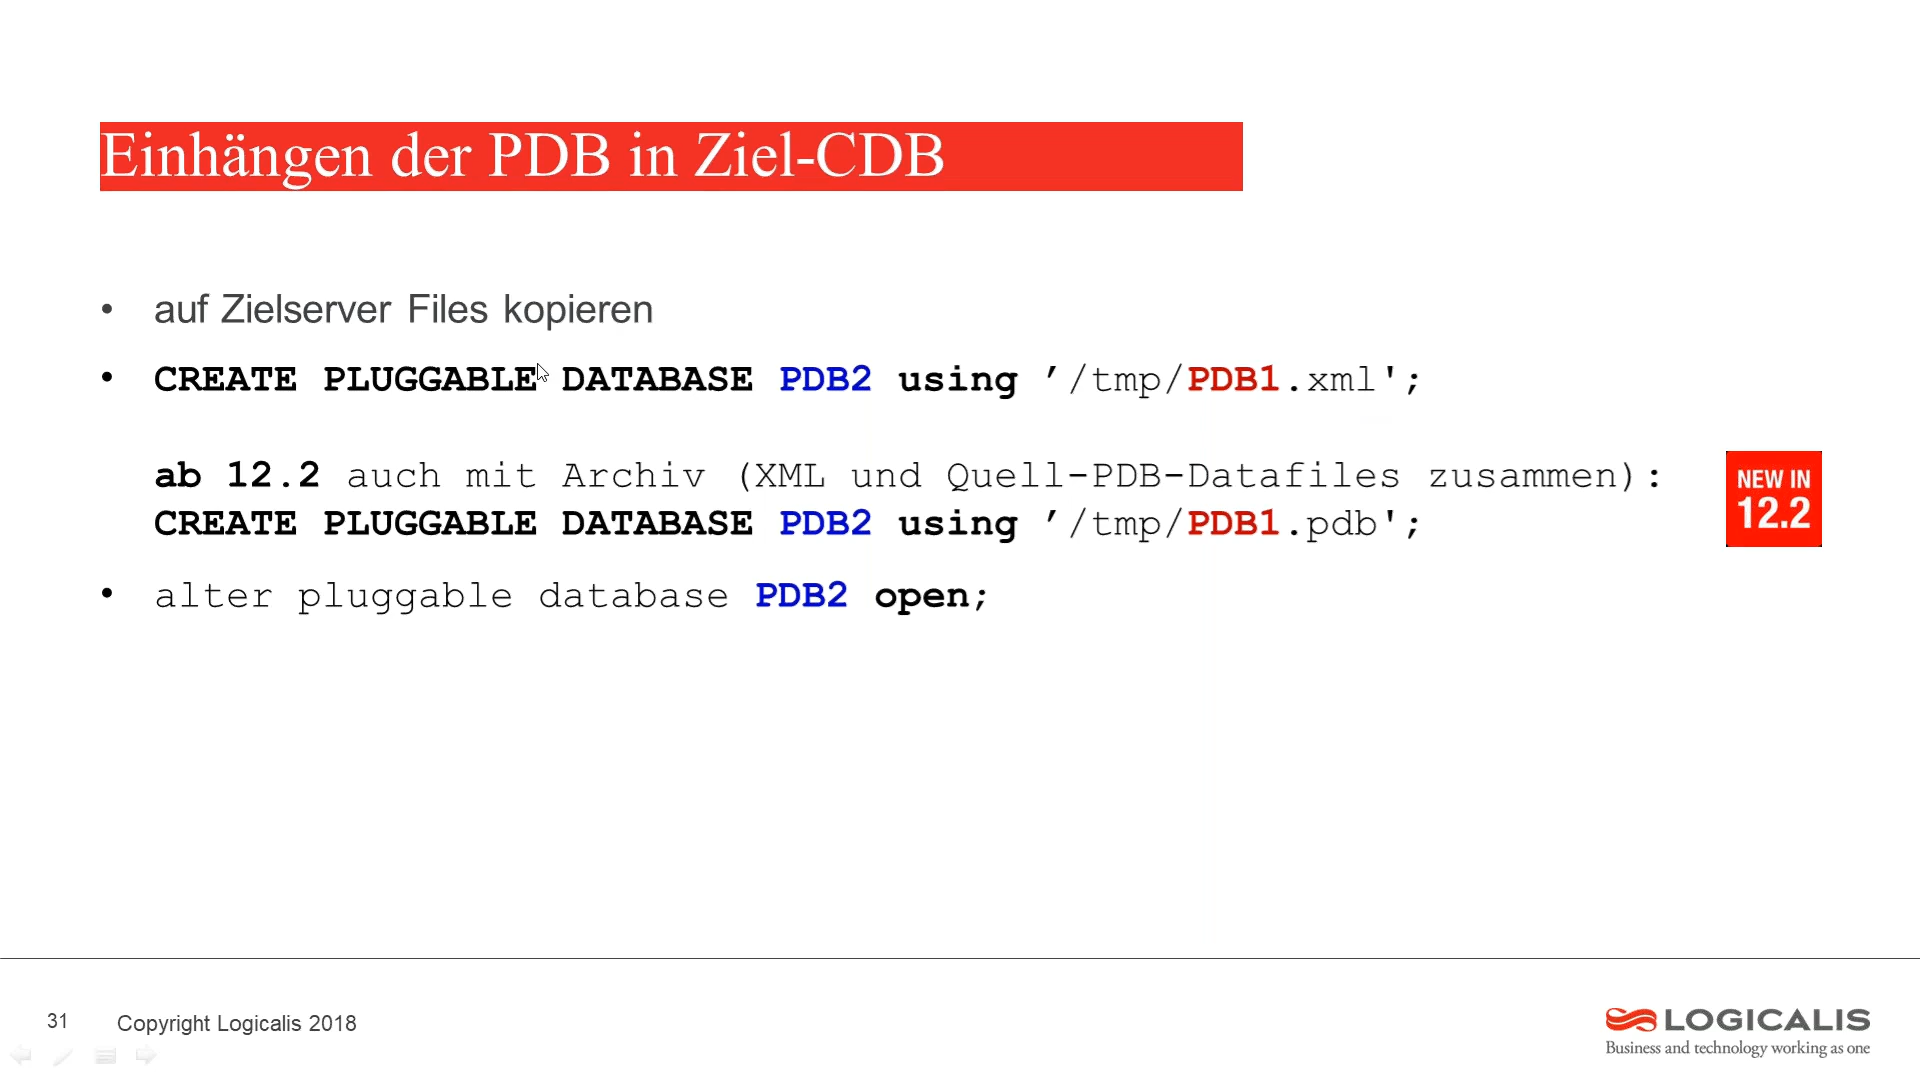 Einhängen der PDB in Ziel-CDB
• auf Zielserver Files kopieren
• CREATE PLUGGABLE DATABASE PDB2 using ’/tmp/PDB1.xml';
ab 12.2 auch mit Archiv (XML und Quell-PDB-Datafiles zusammen):
CREATE PLUGGABLE DATABASE PDB2 using ’/tmp/PDB1.pdb';
NEW IN
12.2
• alter pluggable database PDB2 open;
31 Copyright Logicalis 2018
LOGICALIS
Business and technology working as one